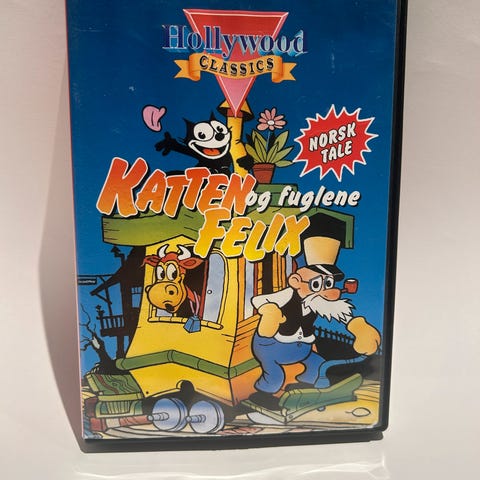 Hollywood
CLASSICS
NORSK
TALE
KATTEN
og fuglene
FELIX